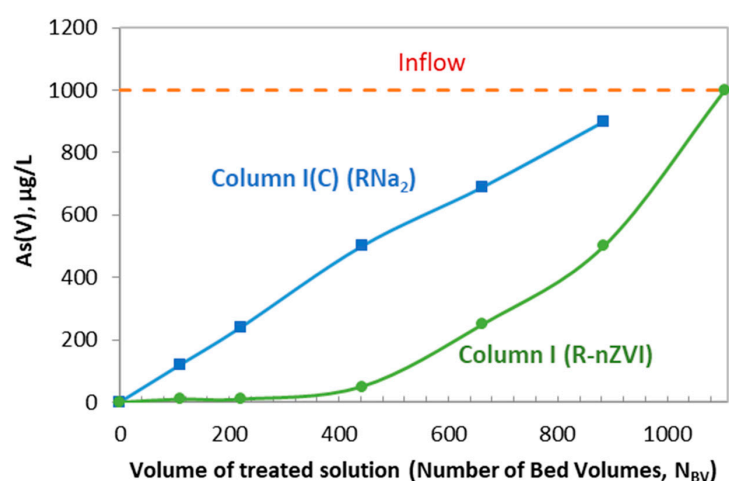 1200
1000
800
600
400
200
0
As(V), µg/L
Inflow
Column I(C) (RNa₂)
Column I (R-nZVI)
0 200 400 600 800 1000
Volume of treated solution (Number of Bed Volumes, N_BV)